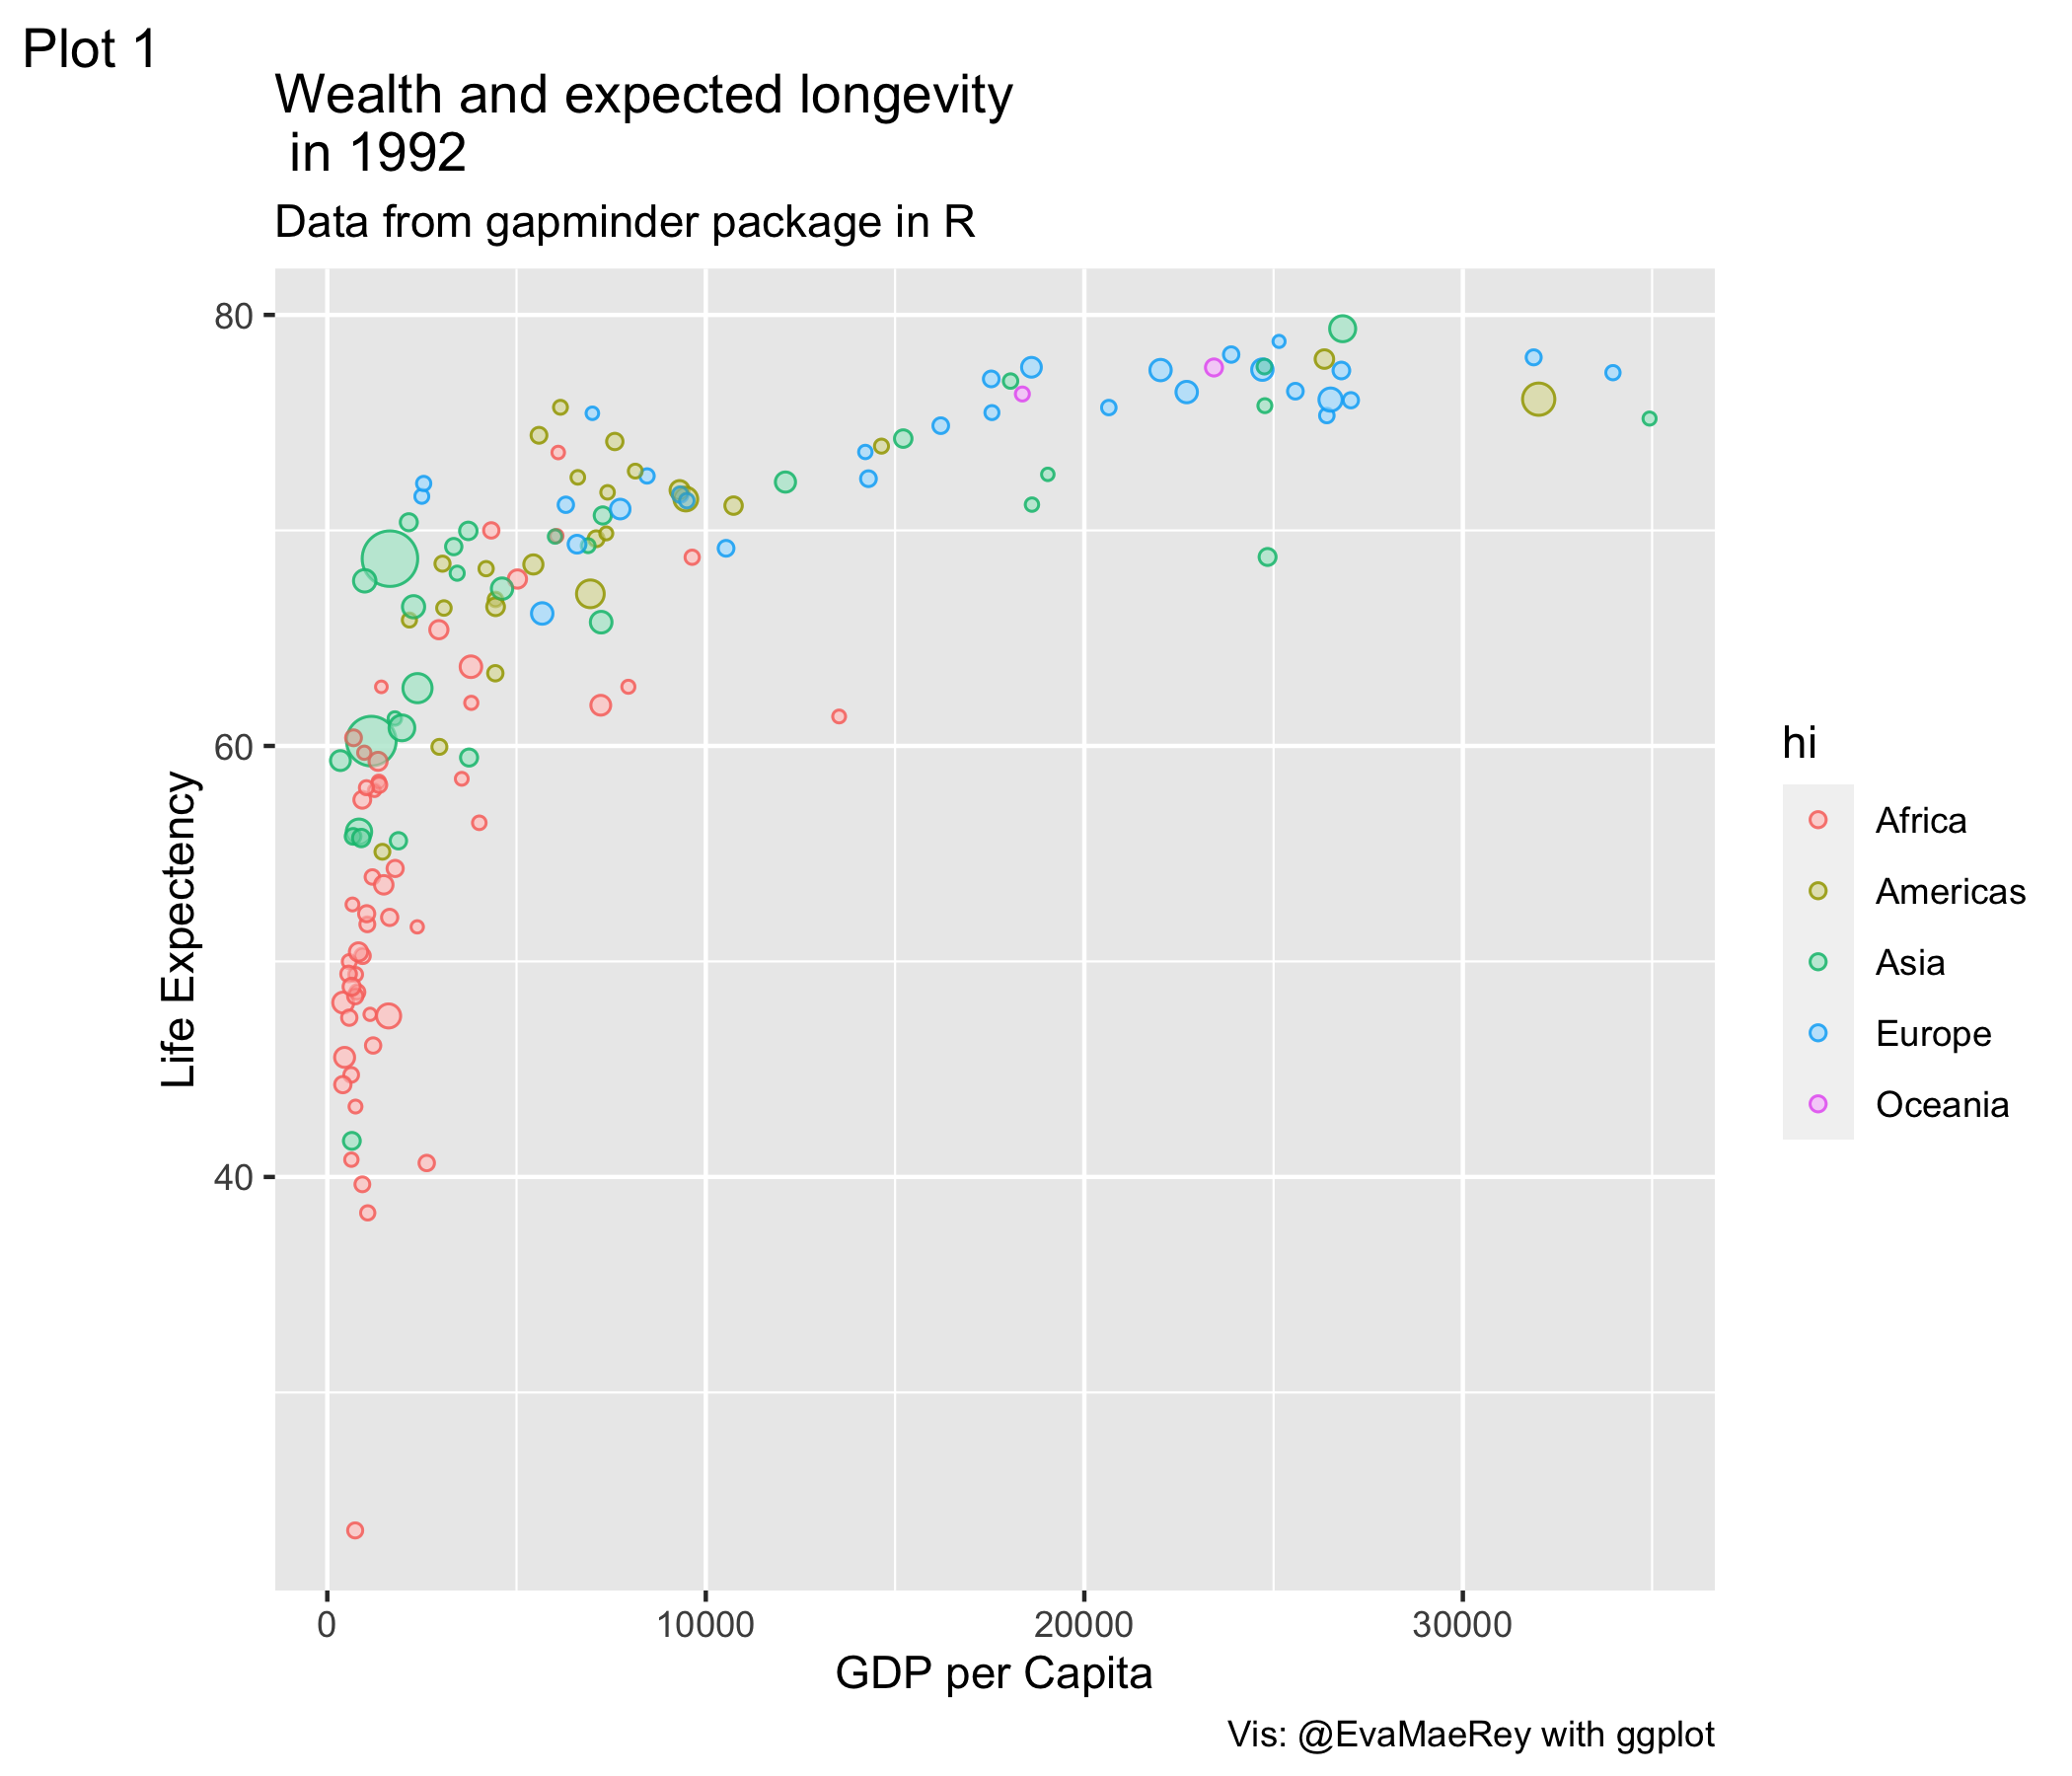 Plot 1
Wealth and expected longevity
in 1992
Data from gapminder package in R
80
60
40
Life Expectency
0 10000 20000 30000
GDP per Capita
hi
Africa
Americas
Asia
Europe
Oceania
Vis: @EvaMaeRey with ggplot